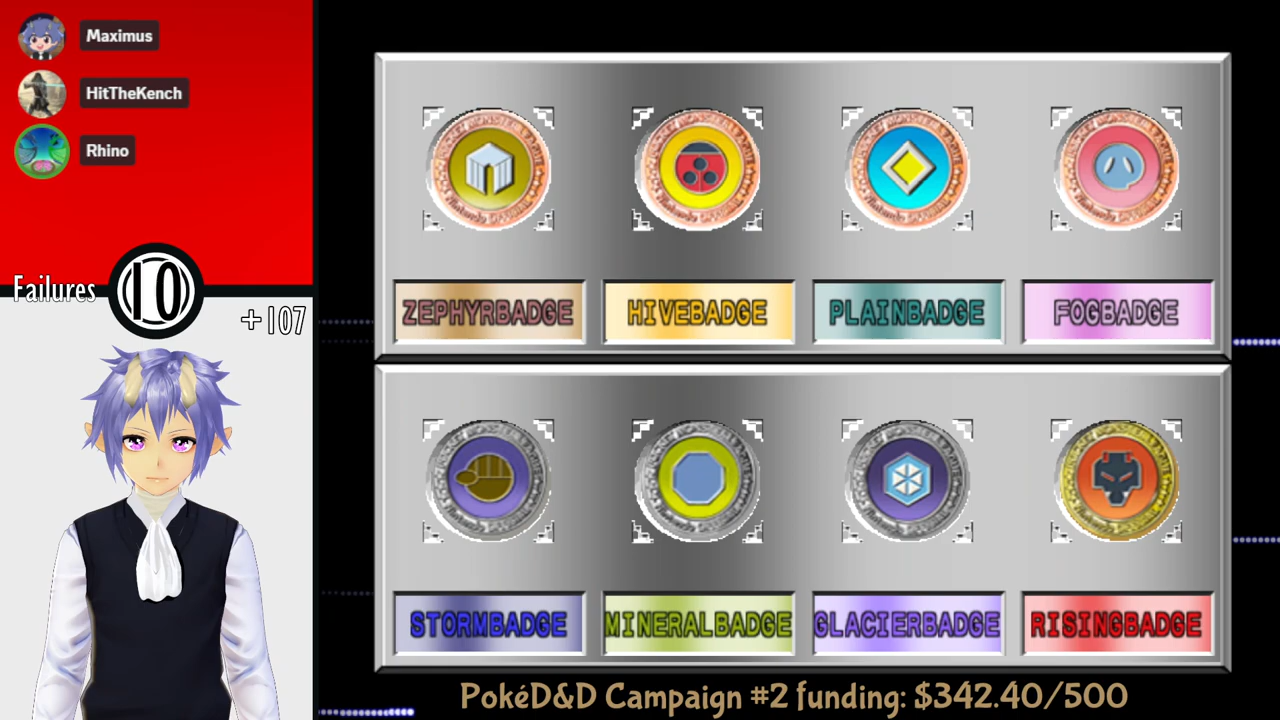 Maximus
HitTheKench
Rhino
Failures 10
+107
ZEPHYRBADGE HIVEBADGE PLAINBADGE FOGBADGE
STORMBADGE MINERALBADGE GLACIERBADGE RISINGBADGE
PokéD&D Campaign #2 funding: $342.40/500